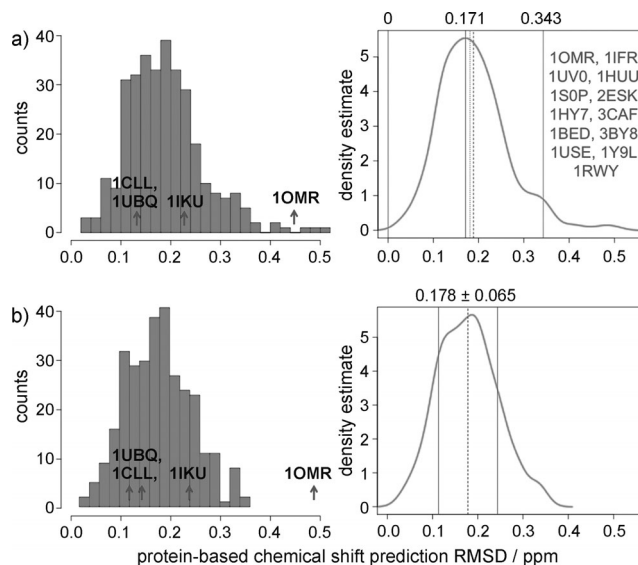 a)
counts
40
30
20
10
0
1CLL,
1UBQ 1IKU 1OMR
0.0 0.1 0.2 0.3 0.4 0.5
0 0.171 0.343
density estimate
5
4
3
2
1
0
1OMR, 1IFR
1UV0, 1HUU
1S0P, 2ESK
1HY7, 3CAF
1BED, 3BY8
1USE, 1Y9L
1RWY
0.0 0.1 0.2 0.3 0.4 0.5
b)
counts
40
30
20
10
0
1UBQ,
1CLL, 1IKU 1OMR
0.0 0.1 0.2 0.3 0.4 0.5
0.178 ± 0.065
density estimate
5
4
3
2
1
0
0.0 0.1 0.2 0.3 0.4 0.5
protein-based chemical shift prediction RMSD / ppm